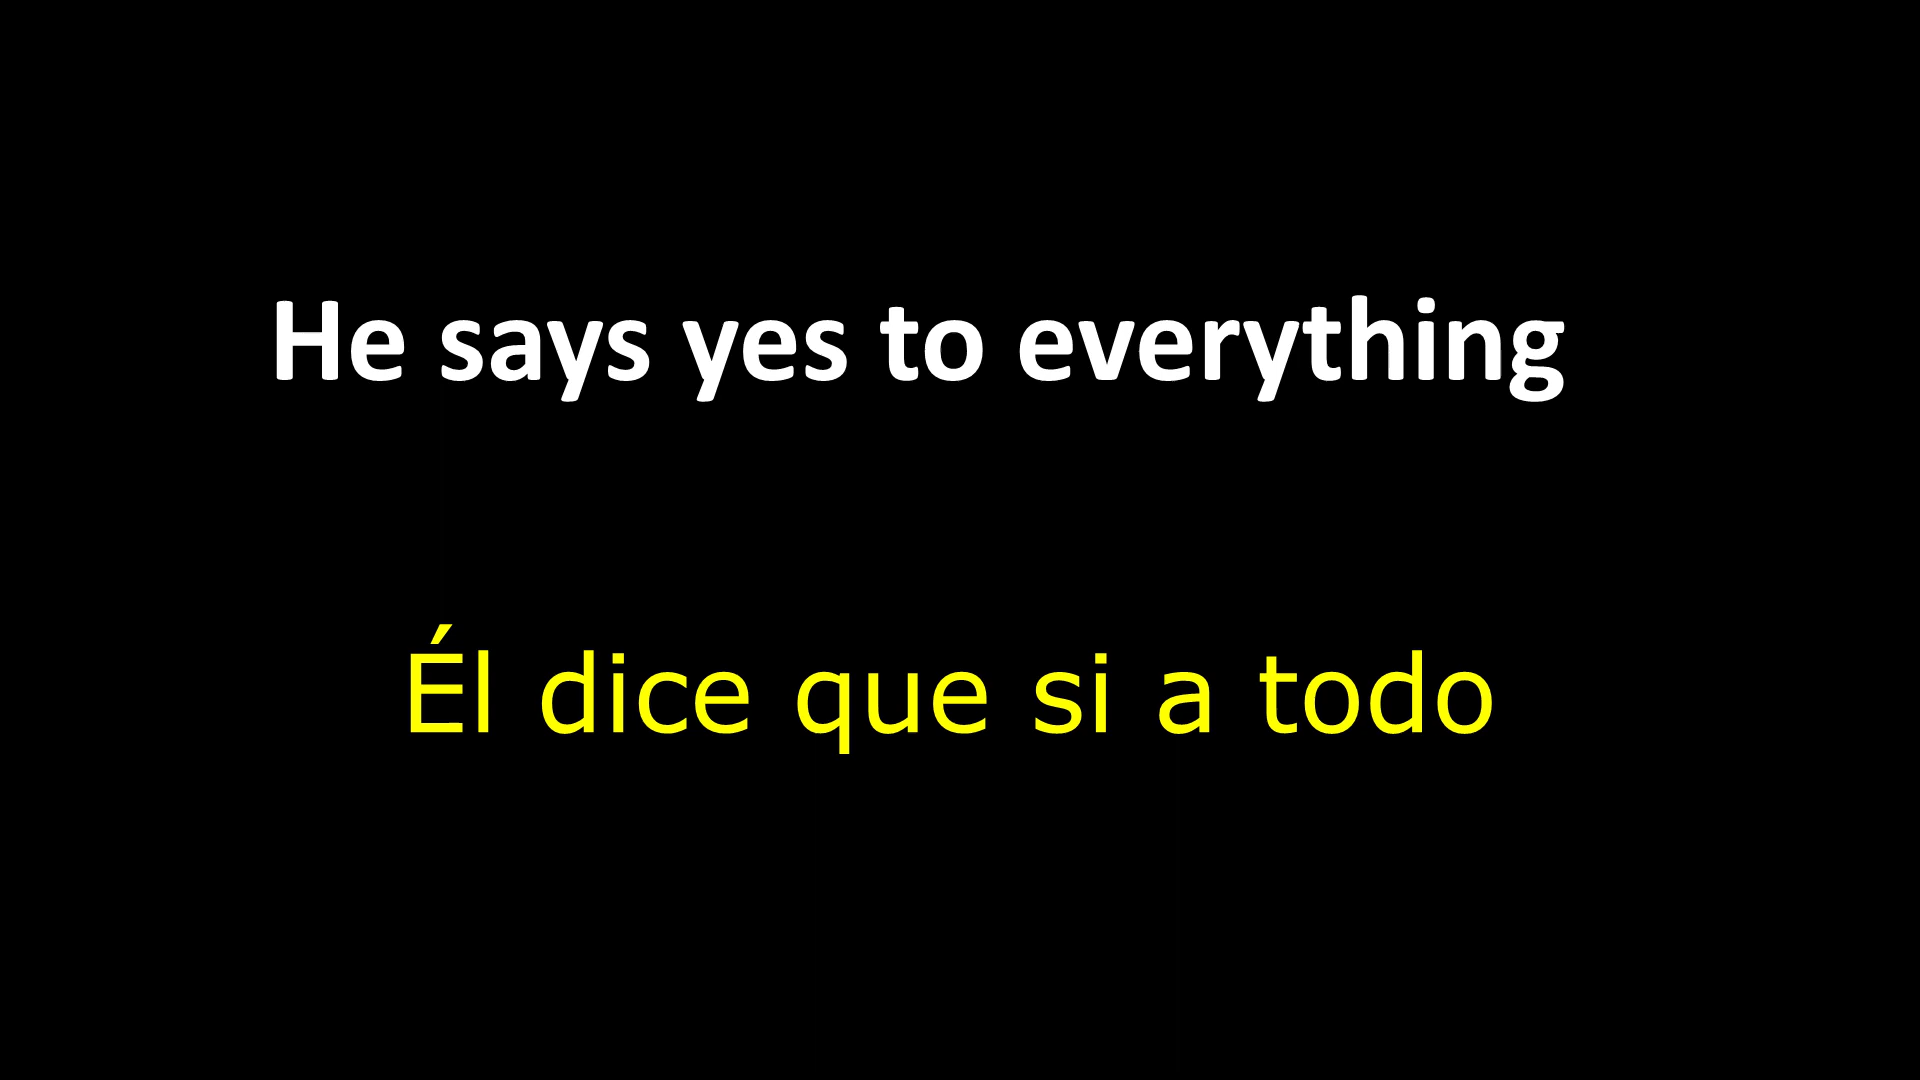 He says yes to everything
Él dice que si a todo